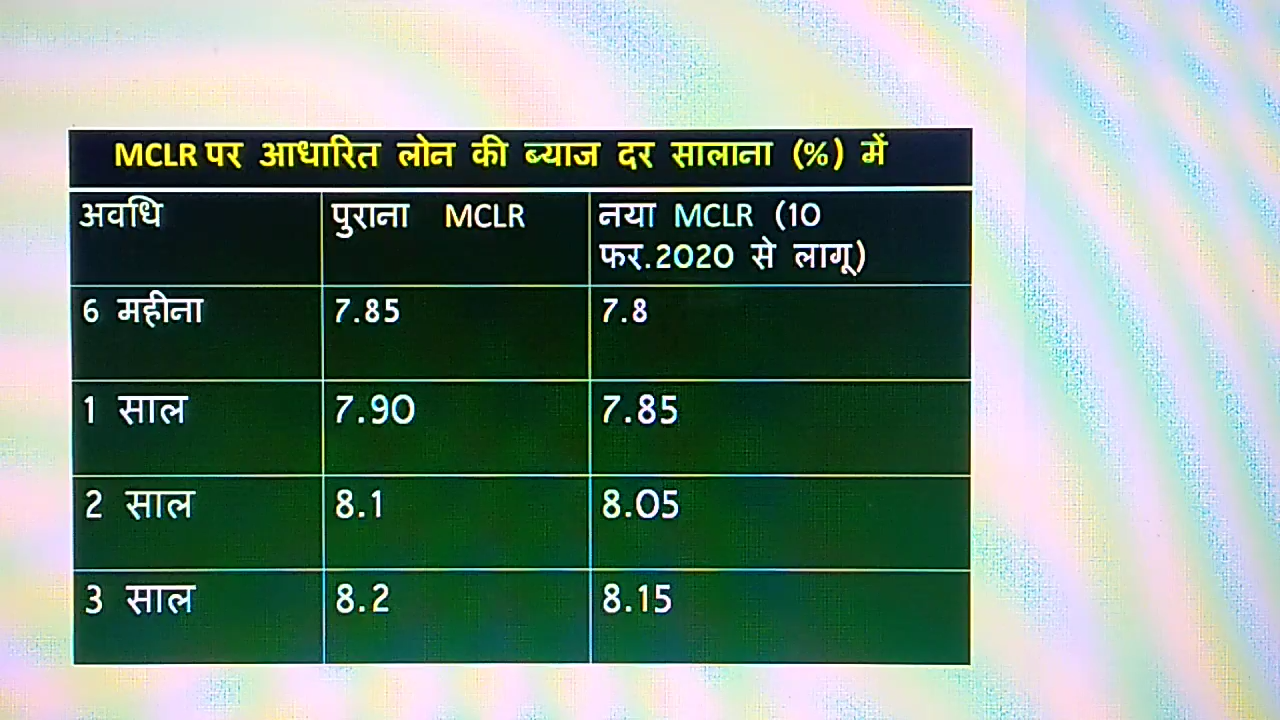 MCLR पर आधारित लोन की ब्याज दर सालाना (%) में
अवधि पुराना MCLR नया MCLR (10
फर.2020 से लागू)
6 महीना 7.85 7.8
1 साल 7.90 7.85
2 साल 8.1 8.05
3 साल 8.2 8.15